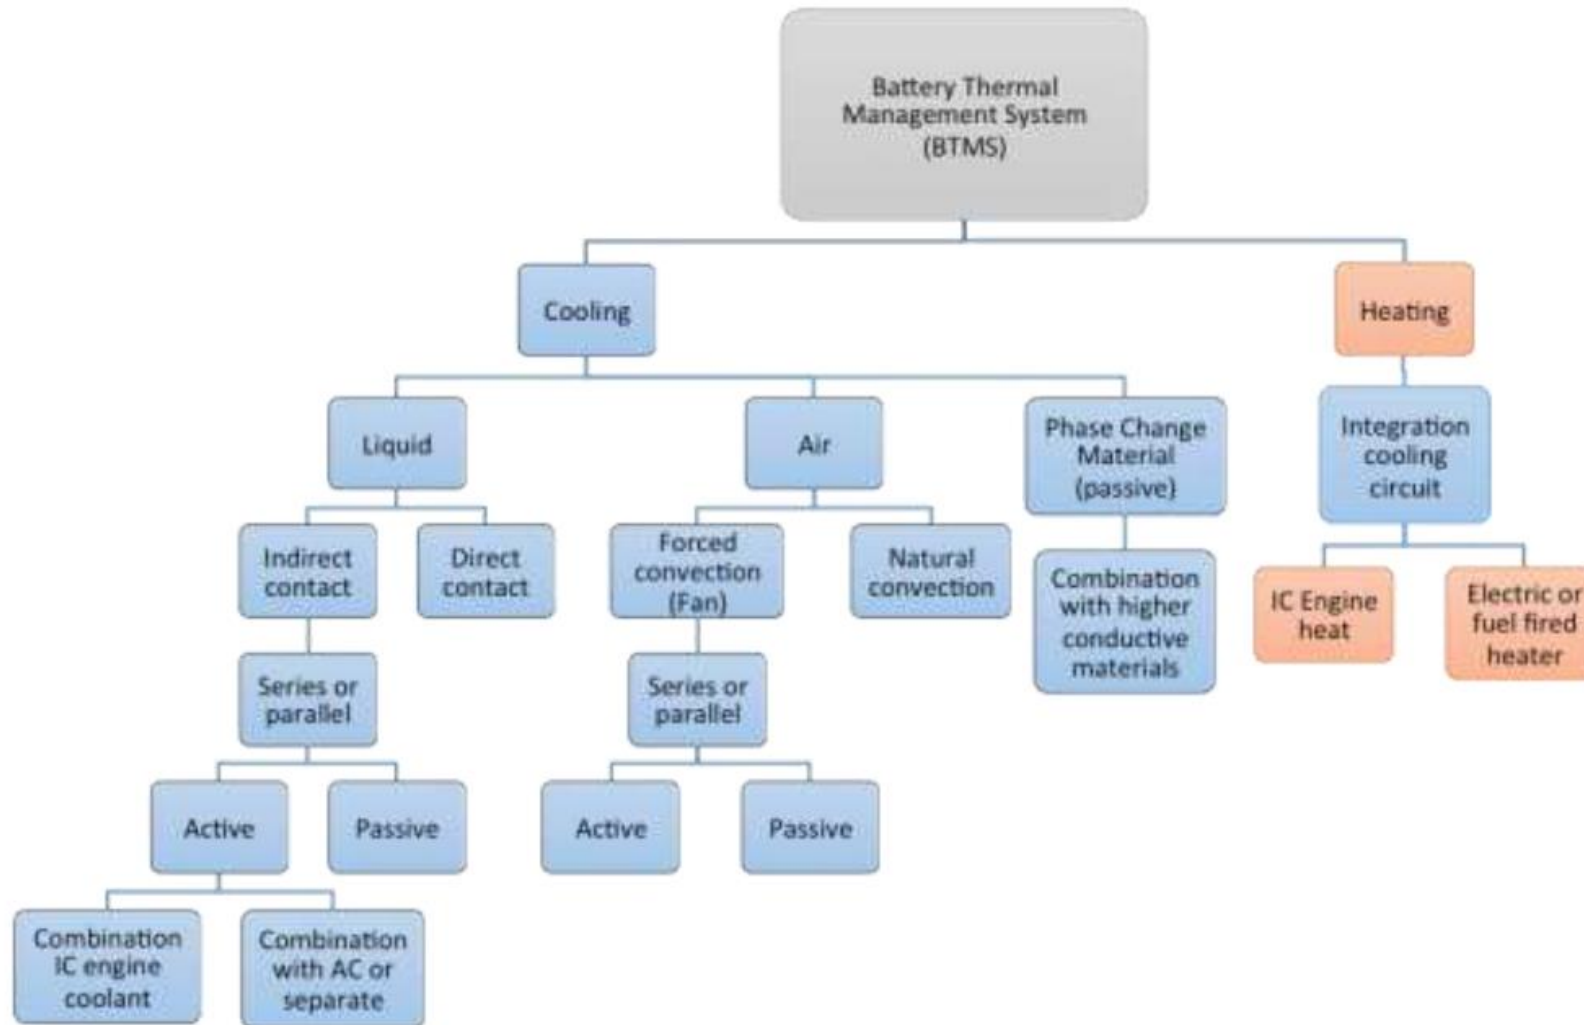 Battery Thermal
Management System
(BTMS)
Cooling
Heating
Liquid
Air
Phase Change
Material
(passive)
Integration
cooling
circuit
Indirect
contact
Direct
contact
Forced
convection
(Fan)
Natural
convection
Combination
with higher
conductive
materials
IC Engine
heat
Electric or
fuel fired
heater
Series or
parallel
Series or
parallel
Active
Passive
Active
Passive
Combination
IC engine
coolant
Combination
with AC or
separate